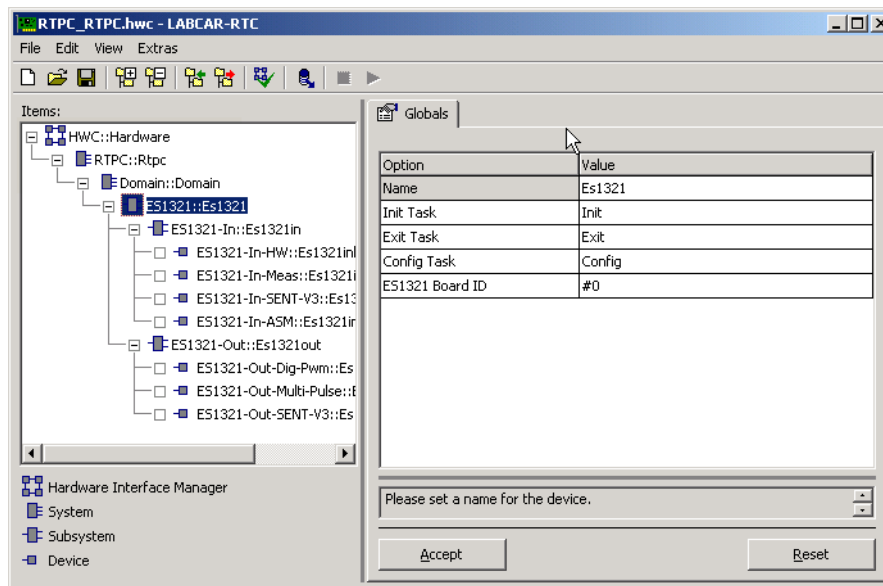 RTPC_RTPC.hwc - LABCAR-RTC
File Edit View Extras
Items:
HWC::Hardware
RTPC::Rtpc
Domain::Domain
ES1321::Es1321
ES1321-In::Es1321in
ES1321-In-HW::Es1321inl
ES1321-In-Meas::Es1321i
ES1321-In-SENT-V3::Es13
ES1321-In-ASM::Es1321ir
ES1321-Out::Es1321out
ES1321-Out-Dig-Pwm::Es
ES1321-Out-Multi-Pulse::E
ES1321-Out-SENT-V3::Es
Hardware Interface Manager
System
Subsystem
Device
Globals
Option Value
Name Es1321
Init Task Init
Exit Task Exit
Config Task Config
ES1321 Board ID #0
Please set a name for the device.
Accept Reset